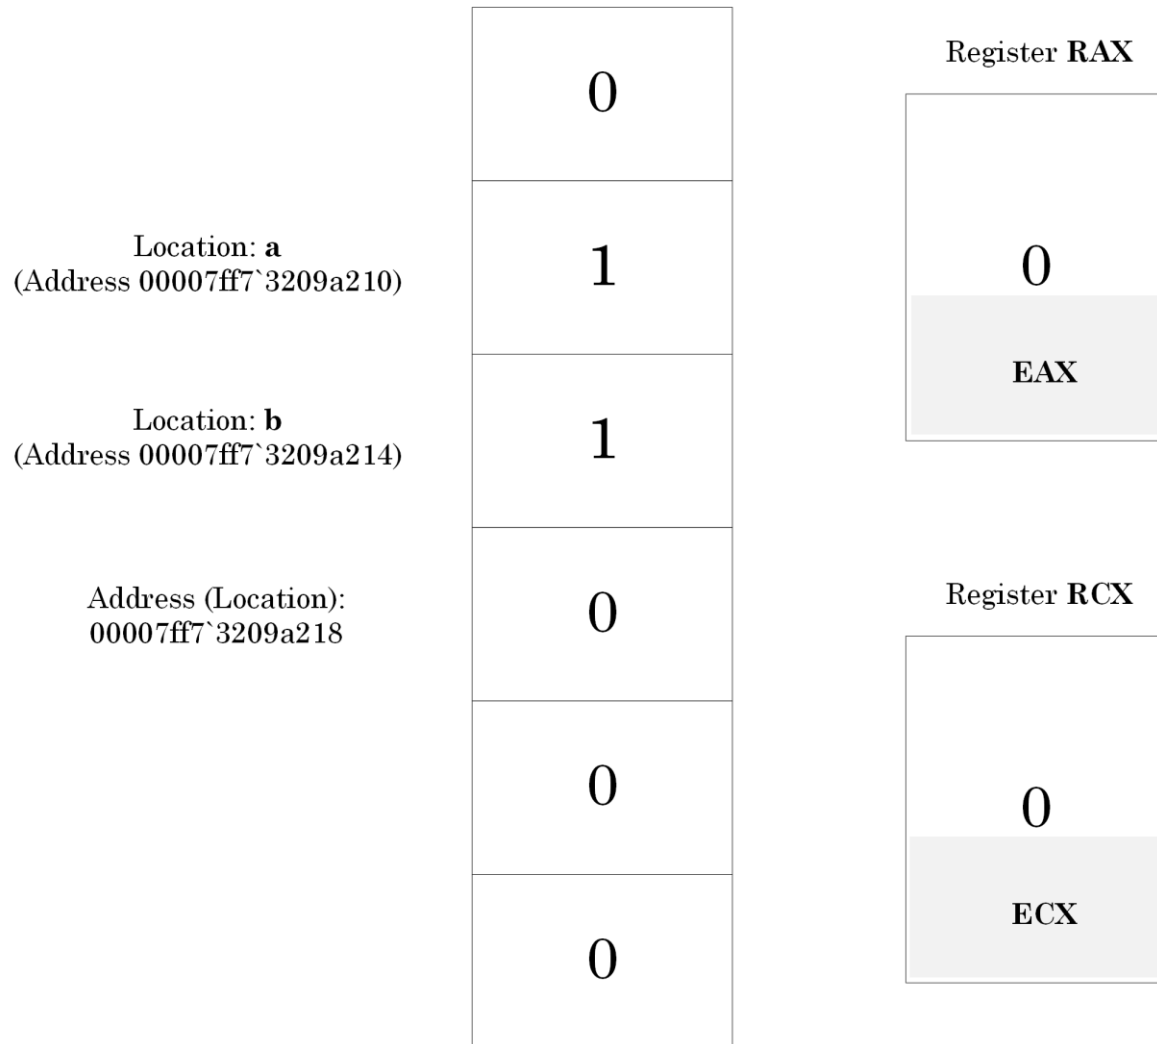 0
Register RAX
Location: a
(Address 00007ff7`3209a210)
1
0
EAX
Location: b
(Address 00007ff7`3209a214)
1
Address (Location):
00007ff7`3209a218
0
Register RCX
0
0
ECX
0